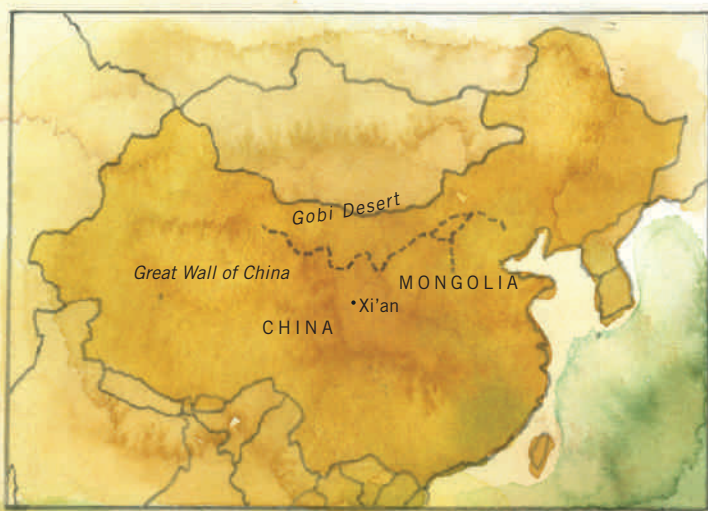 Gobi Desert
Great Wall of China
MONGOLIA
Xi'an
CHINA